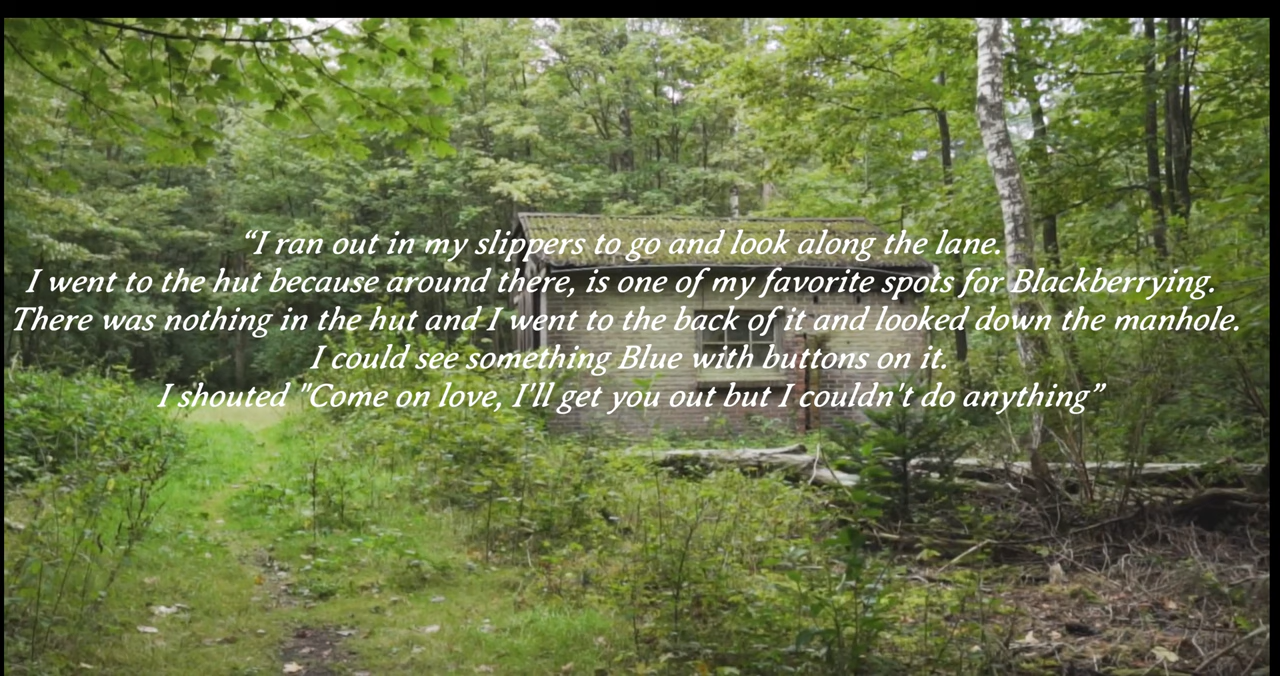 “I ran out in my slippers to go and look along the lane.
I went to the hut because around there, is one of my favorite spots for Blackberrying.
There was nothing in the hut and I went to the back of it and looked down the manhole.
I could see something Blue with buttons on it.
I shouted "Come on love, I'll get you out but I couldn't do anything”